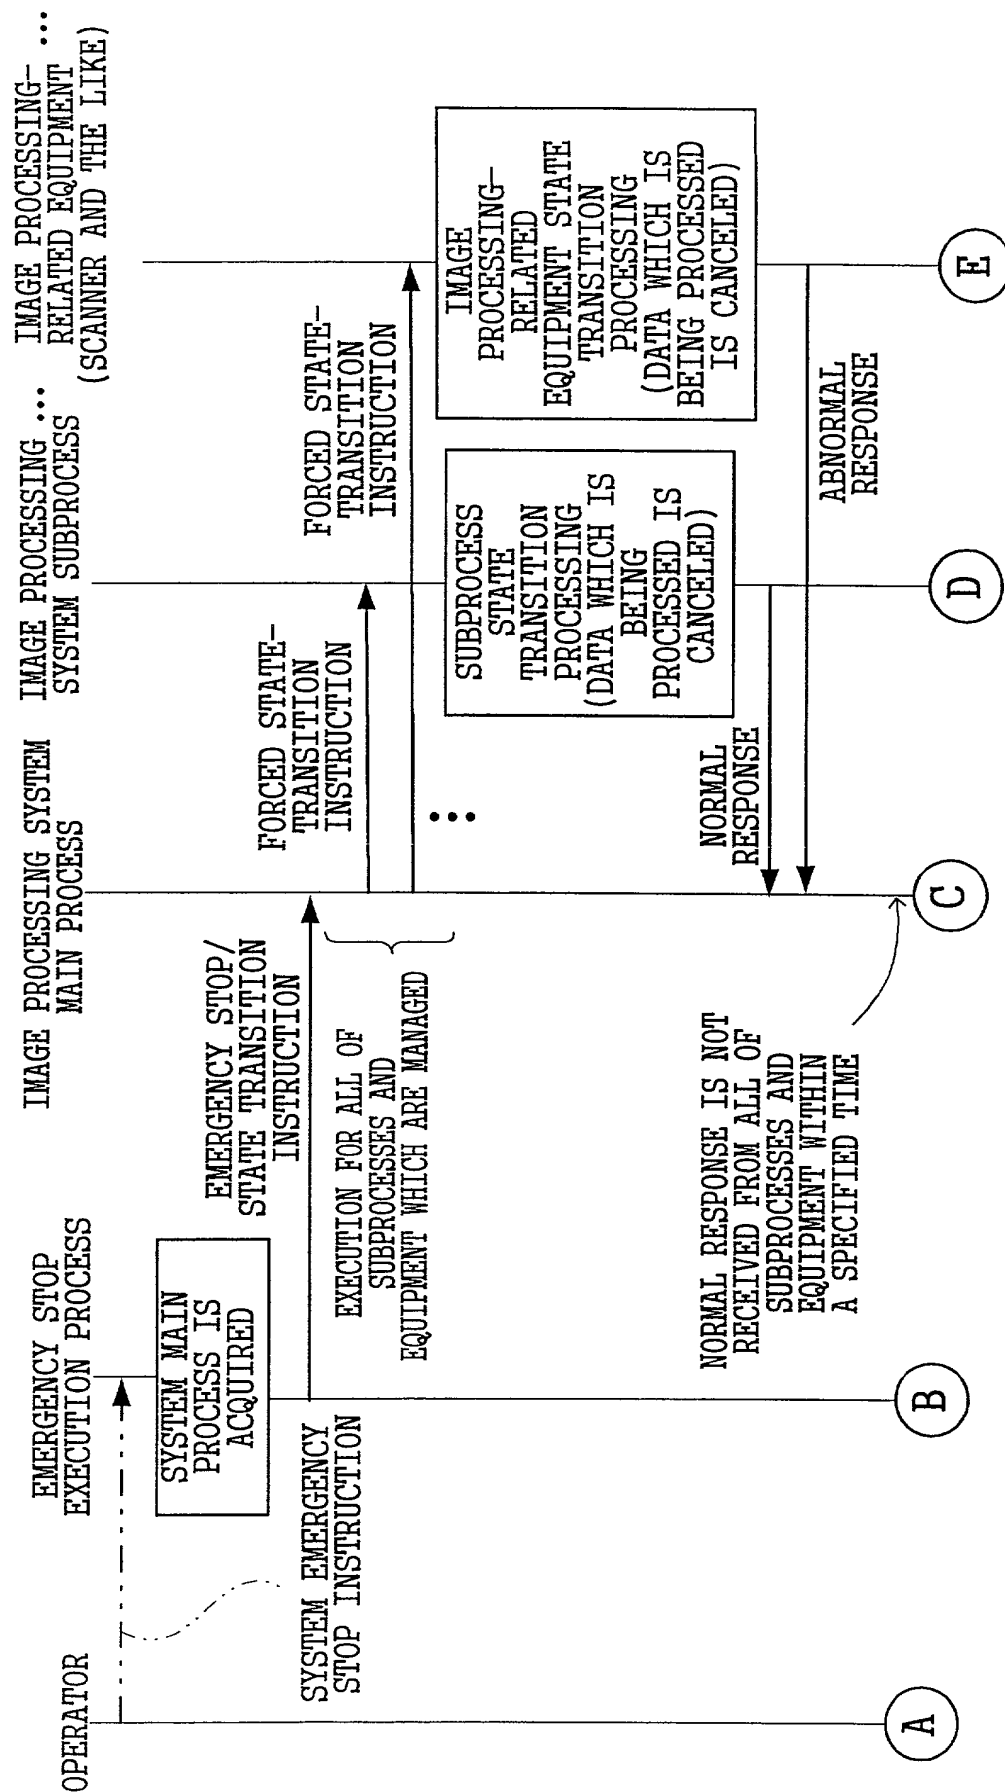 OPERATOR
EMERGENCY STOP
EXECUTION PROCESS
IMAGE PROCESSING SYSTEM
MAIN PROCESS
IMAGE PROCESSING ...
SYSTEM SUBPROCESS
IMAGE PROCESSING-
RELATED EQUIPMENT ...
(SCANNER AND THE LIKE)
SYSTEM MAIN
PROCESS IS
ACQUIRED
SYSTEM EMERGENCY
STOP INSTRUCTION
EMERGENCY STOP/
STATE TRANSITION
INSTRUCTION
FORCED STATE-
TRANSITION
INSTRUCTION
FORCED STATE-
TRANSITION
INSTRUCTION
EXECUTION FOR ALL OF
SUBPROCESSES AND
EQUIPMENT WHICH ARE MANAGED
...
SUBPROCESS
STATE
TRANSITION
PROCESSING
(DATA WHICH IS
BEING
PROCESSED IS
CANCELED)
IMAGE
PROCESSING-
RELATED
EQUIPMENT STATE
TRANSITION
PROCESSING
(DATA WHICH IS
BEING PROCESSED
IS CANCELED)
NORMAL
RESPONSE
ABNORMAL
RESPONSE
NORMAL RESPONSE IS NOT
RECEIVED FROM ALL OF
SUBPROCESSES AND
EQUIPMENT WITHIN
A SPECIFIED TIME
A
B
C
D
E